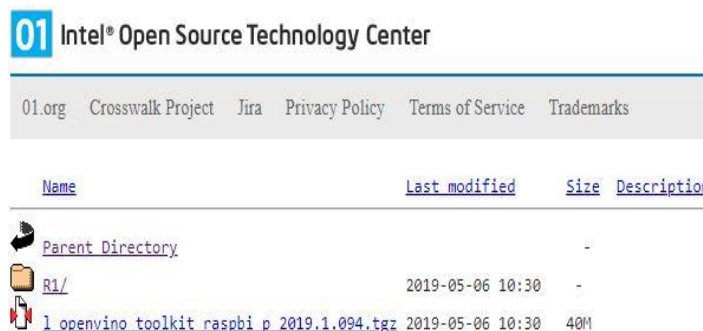 01 Intel® Open Source Technology Center
01.org Crosswalk Project Jira Privacy Policy Terms of Service Trademarks
Name Last modified Size Description
Parent Directory -
R1/ 2019-05-06 10:30 -
l_openvino_toolkit_raspbi_p_2019.1.094.tgz 2019-05-06 10:30 40M